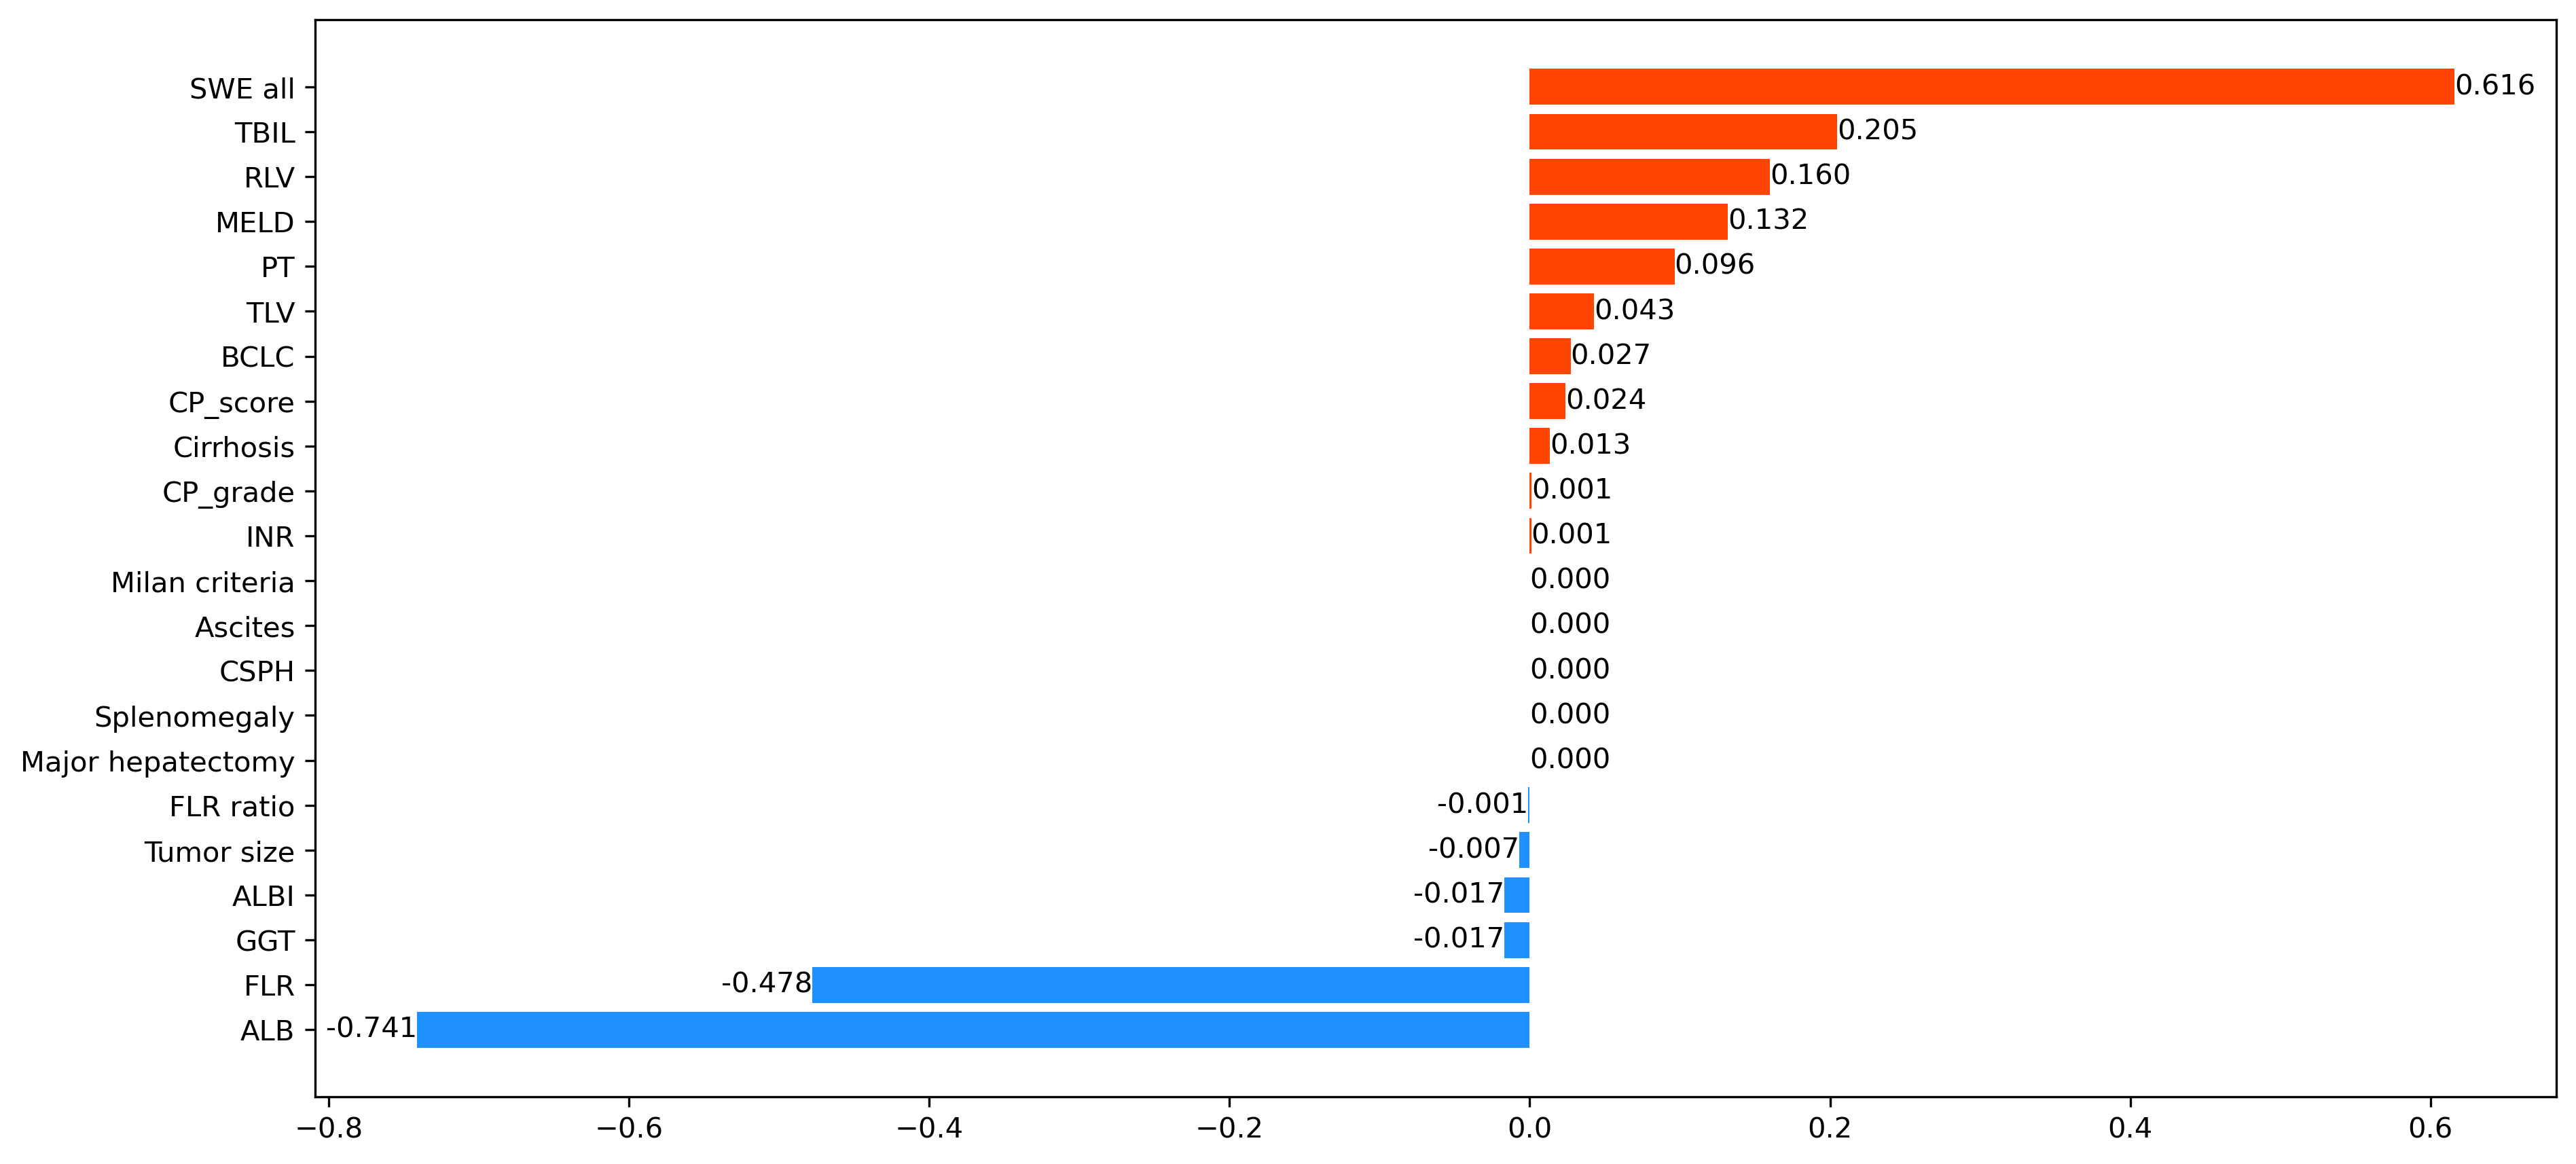 SWE all 0.616
TBIL 0.205
RLV 0.160
MELD 0.132
PT 0.096
TLV 0.043
BCLC 0.027
CP_score 0.024
Cirrhosis 0.013
CP_grade 0.001
INR 0.001
Milan criteria 0.000
Ascites 0.000
CSPH 0.000
Splenomegaly 0.000
Major hepatectomy 0.000
FLR ratio -0.001
Tumor size -0.007
ALBI -0.017
GGT -0.017
FLR -0.478
ALB -0.741
−0.8 −0.6 −0.4 −0.2 0.0 0.2 0.4 0.6